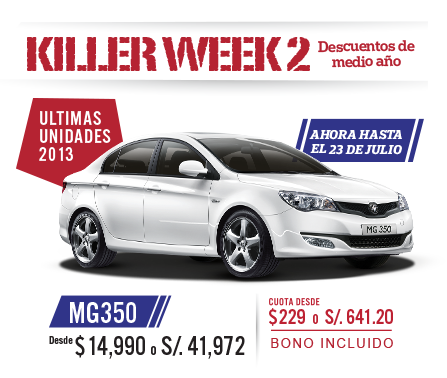 KILLER WEEK 2
Descuentos de
medio año
ULTIMAS
UNIDADES
2013
AHORA HASTA
EL 23 DE JULIO
MG 350
MG350
Desde $14,990 o S/. 41,972
CUOTA DESDE
$229 o S/. 641.20
BONO INCLUIDO